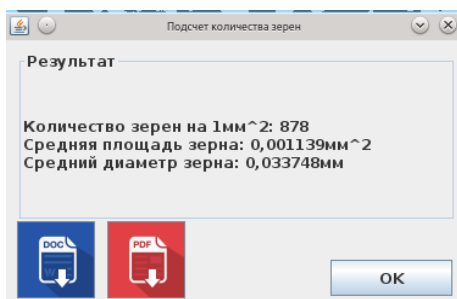 Подсчет количества зерен
Результат
Количество зерен на 1мм^2: 878
Средняя площадь зерна: 0,001139мм^2
Средний диаметр зерна: 0,033748мм
DOC
W
PDF
OK